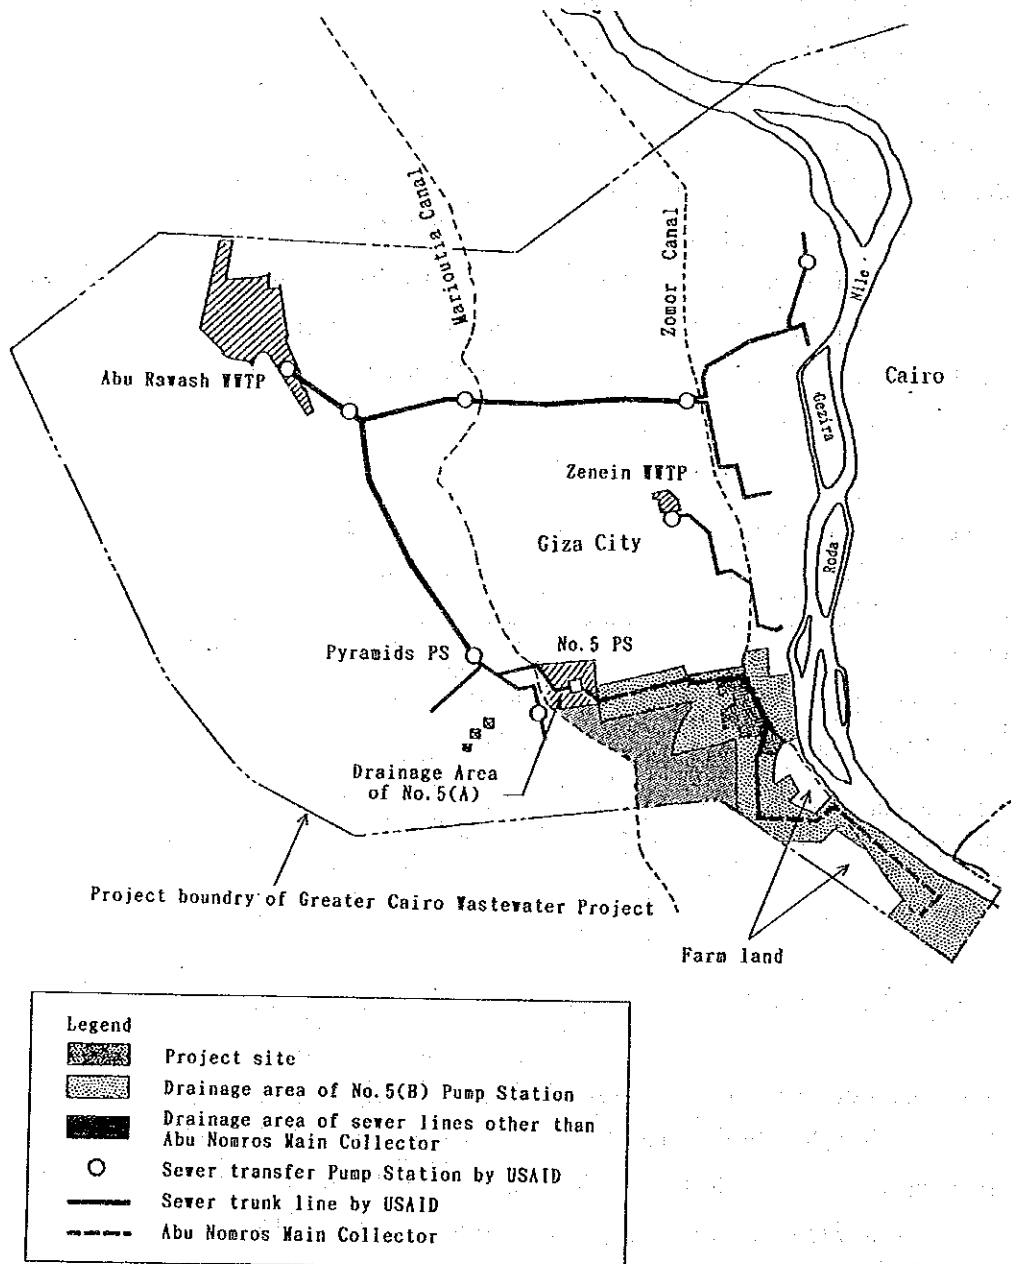 Marioutia Canal
Zomor Canal
Nile
Abu Rawash WWTP
Cairo
Gezira
Zenein WWTP
Giza City
Roda
Pyramids PS
No.5 PS
Drainage Area
of No.5(A)
Project boundry of Greater Cairo Wastewater Project
Farm land
Legend
Project site
Drainage area of No.5(B) Pump Station
Drainage area of sewer lines other than
Abu Nomros Main Collector
Sewer transfer Pump Station by USAID
Sewer trunk line by USAID
Abu Nomros Main Collector